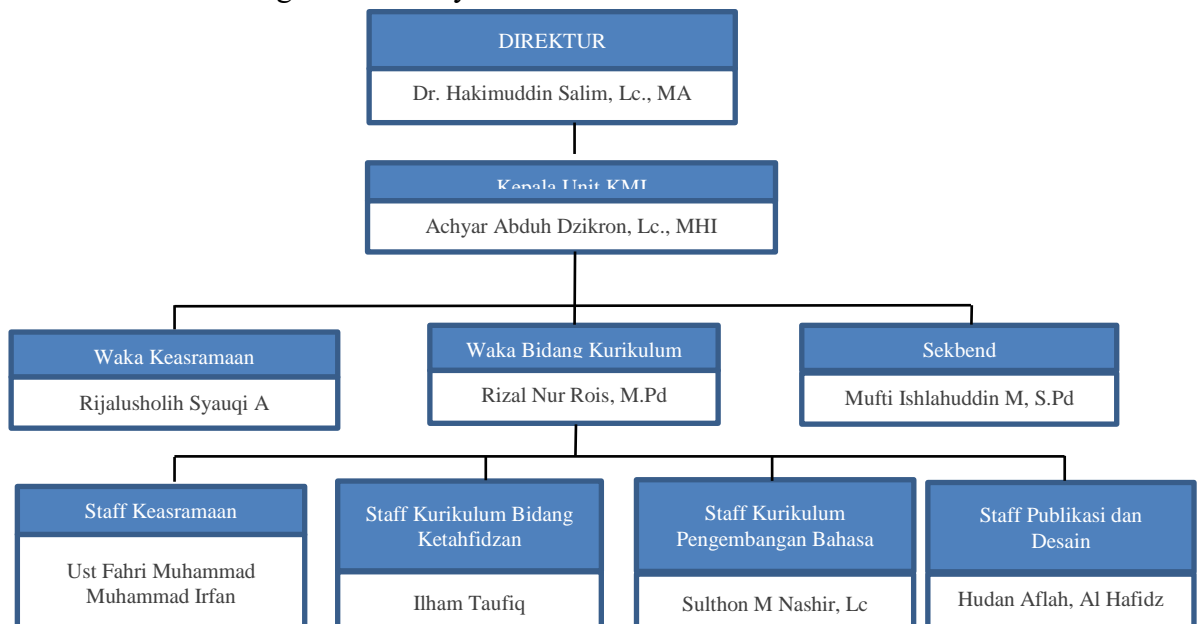 DIREKTUR
Dr. Hakimuddin Salim, Lc., MA
Kepala Unit KMI
Achyar Abduh Dzikron, Lc., MHI
Waka Keasramaan
Rijalusholih Syauqi A
Waka Bidang Kurikulum
Rizal Nur Rois, M.Pd
Sekbend
Mufti Ishlahuddin M, S.Pd
Staff Keasramaan
Ust Fahri Muhammad
Muhammad Irfan
Staff Kurikulum Bidang
Ketahfidzan
Ilham Taufiq
Staff Kurikulum
Pengembangan Bahasa
Sulthon M Nashir, Lc
Staff Publikasi dan
Desain
Hudan Aflah, Al Hafidz